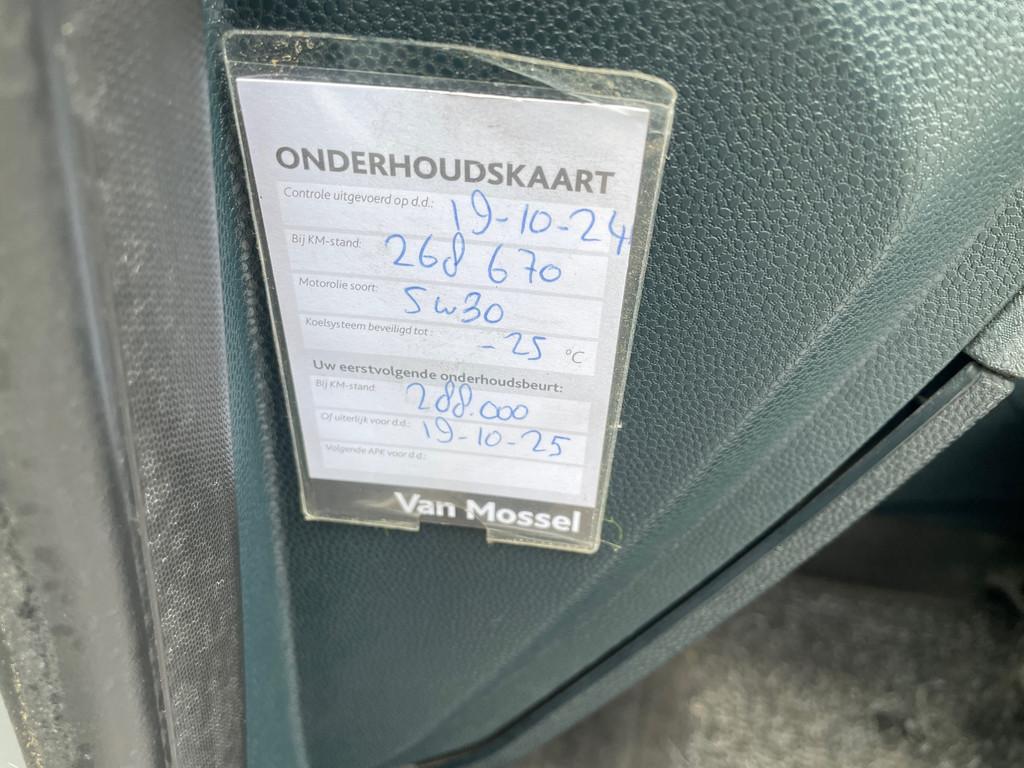 ONDERHOUDSKAART
Controle uitgevoerd op d.d.: 19-10-24
Bij KM-stand: 268 670
Motorolie soort: 5w30
Koelsysteem beveiligd tot: -25 °C
Uw eerstvolgende onderhoudsbeurt:
Bij KM-stand: 288.000
Of uiterlijk voor d.d.: 19-10-25
Volgende APK voor d.d.:
Van Mossel